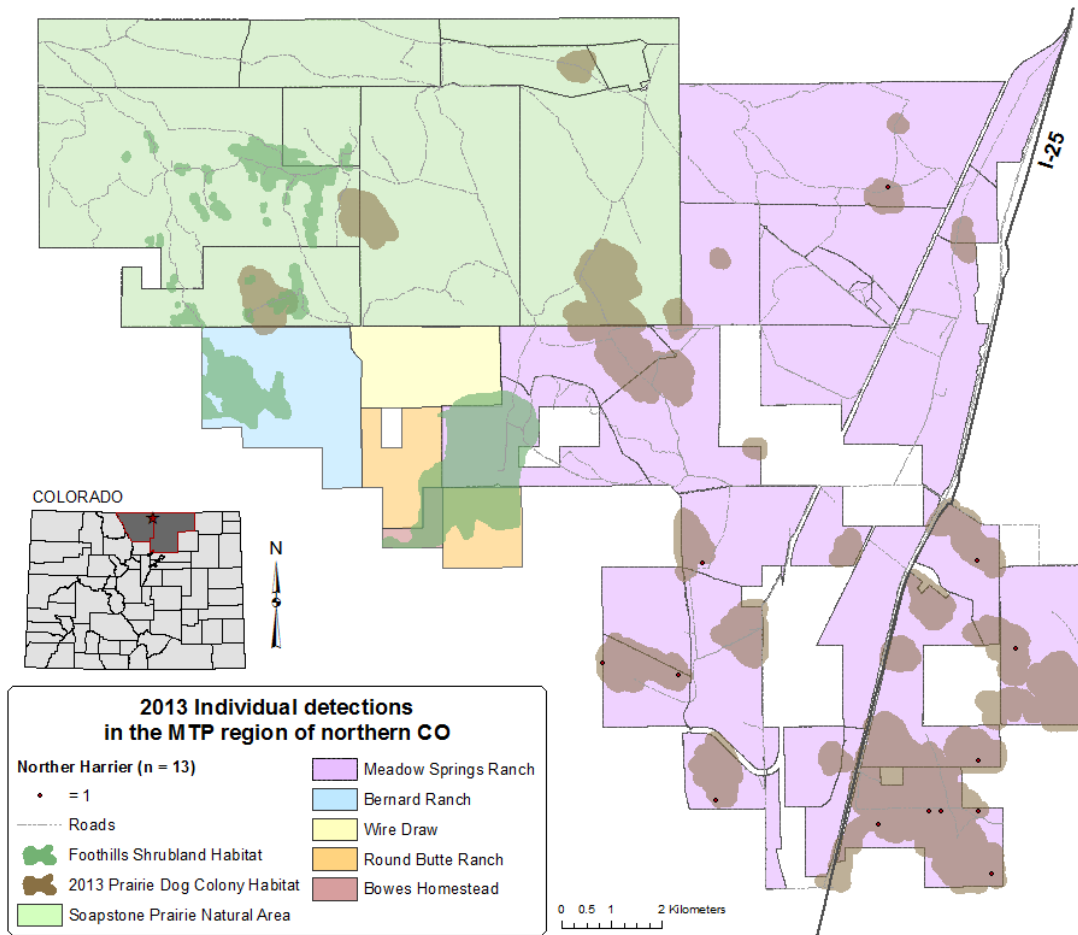 I-25
COLORADO
N
2013 Individual detections
in the MTP region of northern CO
Norther Harrier (n = 13)
= 1
Roads
Foothills Shrubland Habitat
2013 Prairie Dog Colony Habitat
Soapstone Prairie Natural Area
Meadow Springs Ranch
Bernard Ranch
Wire Draw
Round Butte Ranch
Bowes Homestead
0 0.5 1 2 Kilometers